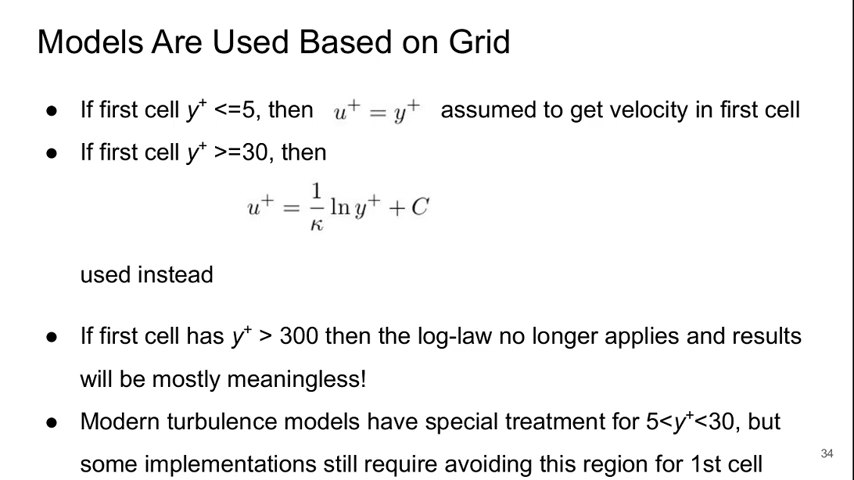 Models Are Used Based on Grid
● If first cell y⁺ <=5, then u⁺ = y⁺ assumed to get velocity in first cell
● If first cell y⁺ >=30, then
u⁺ = 1/κ ln y⁺ + C
used instead
● If first cell has y⁺ > 300 then the log-law no longer applies and results
will be mostly meaningless!
● Modern turbulence models have special treatment for 5<y⁺<30, but
some implementations still require avoiding this region for 1st cell
34